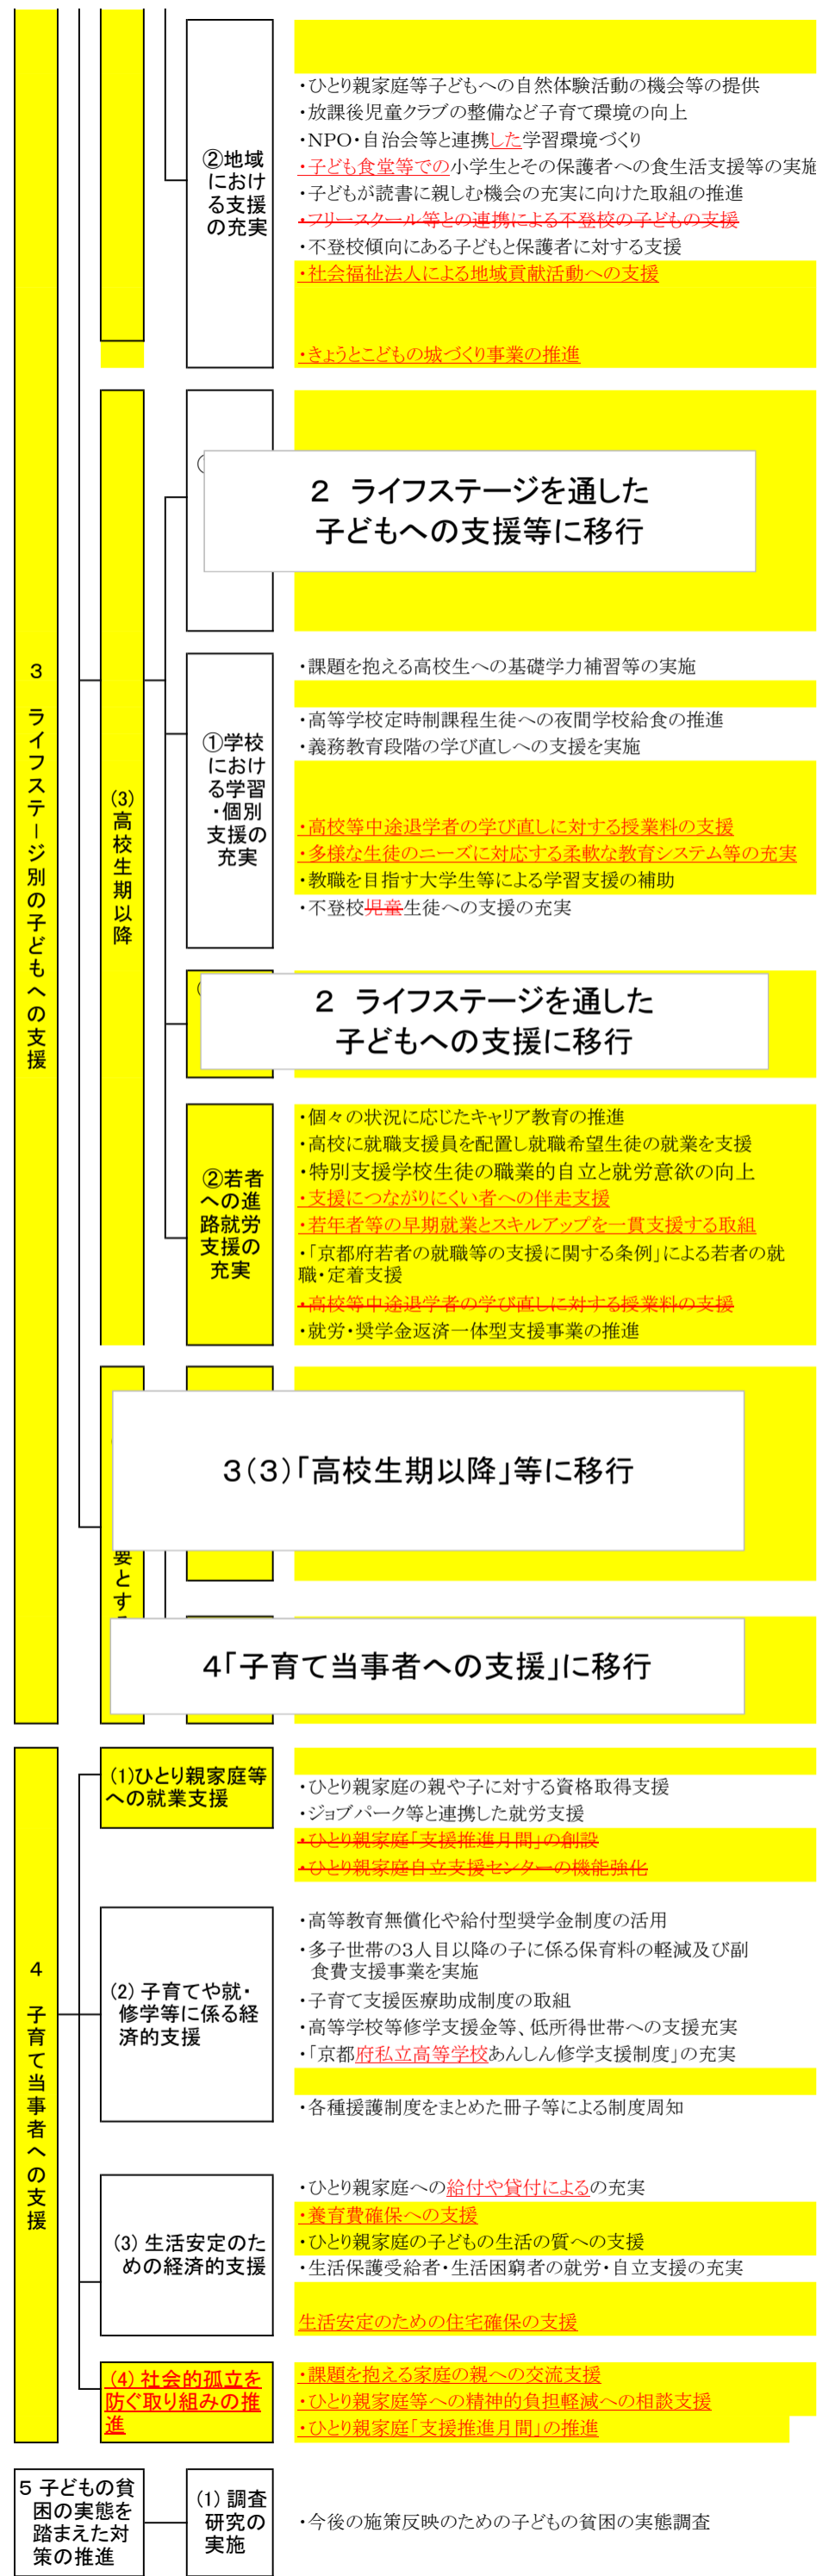 ②地域
におけ
る支援
の充実
・ひとり親家庭等子どもへの自然体験活動の機会等の提供
・放課後児童クラブの整備など子育て環境の向上
・NPO・自治会等と連携した学習環境づくり
・子ども食堂等での小学生とその保護者への食生活支援等の実施
・子どもが読書に親しむ機会の充実に向けた取組の推進
・フリースクール等との連携による不登校の子どもの支援
・不登校傾向にある子どもと保護者に対する支援
・社会福祉法人による地域貢献活動への支援
・きょうとこどもの城づくり事業の推進
2 ライフステージを通した
子どもへの支援等に移行
3 ライフステージ別の子どもへの支援
(3)高校生期以降
①学校
におけ
る学習
・個別
支援の
充実
・課題を抱える高校生への基礎学力補習等の実施
・高等学校定時制課程生徒への夜間学校給食の推進
・義務教育段階の学び直しへの支援を実施
・高校等中途退学者の学び直しに対する授業料の支援
・多様な生徒のニーズに対応する柔軟な教育システム等の充実
・教職を目指す大学生等による学習支援の補助
・不登校児童生徒への支援の充実
2 ライフステージを通した
子どもへの支援に移行
②若者
への進
路就労
支援の
充実
・個々の状況に応じたキャリア教育の推進
・高校に就職支援員を配置し就職希望生徒の就業を支援
・特別支援学校生徒の職業的自立と就労意欲の向上
・支援につながりにくい者への伴走支援
・若年者等の早期就業とスキルアップを一貫支援する取組
・「京都府若者の就職等の支援に関する条例」による若者の就
職・定着支援
・高校等中途退学者の学び直しに対する授業料の支援
・就労・奨学金返済一体型支援事業の推進
3(3)「高校生期以降」等に移行
要とす
4「子育て当事者への支援」に移行
4 子育て当事者への支援
(1)ひとり親家庭等
への就業支援
・ひとり親家庭の親や子に対する資格取得支援
・ジョブパーク等と連携した就労支援
・ひとり親家庭「支援推進月間」の創設
・ひとり親家庭自立支援センターの機能強化
(2) 子育てや就・
修学等に係る経
済的支援
・高等教育無償化や給付型奨学金制度の活用
・多子世帯の3人目以降の子に係る保育料の軽減及び副
食費支援事業を実施
・子育て支援医療助成制度の取組
・高等学校等修学支援金等、低所得世帯への支援充実
・「京都府私立高等学校あんしん修学支援制度」の充実
・各種援護制度をまとめた冊子等による制度周知
(3) 生活安定のた
めの経済的支援
・ひとり親家庭への給付や貸付によるの充実
・養育費確保への支援
・ひとり親家庭の子どもの生活の質への支援
・生活保護受給者・生活困窮者の就労・自立支援の充実
生活安定のための住宅確保の支援
(4) 社会的孤立を
防ぐ取り組みの推
進
・課題を抱える家庭の親への交流支援
・ひとり親家庭等への精神的負担軽減への相談支援
・ひとり親家庭「支援推進月間」の推進
5 子どもの貧
困の実態を
踏まえた対
策の推進
(1) 調査
研究の
実施
・今後の施策反映のための子どもの貧困の実態調査